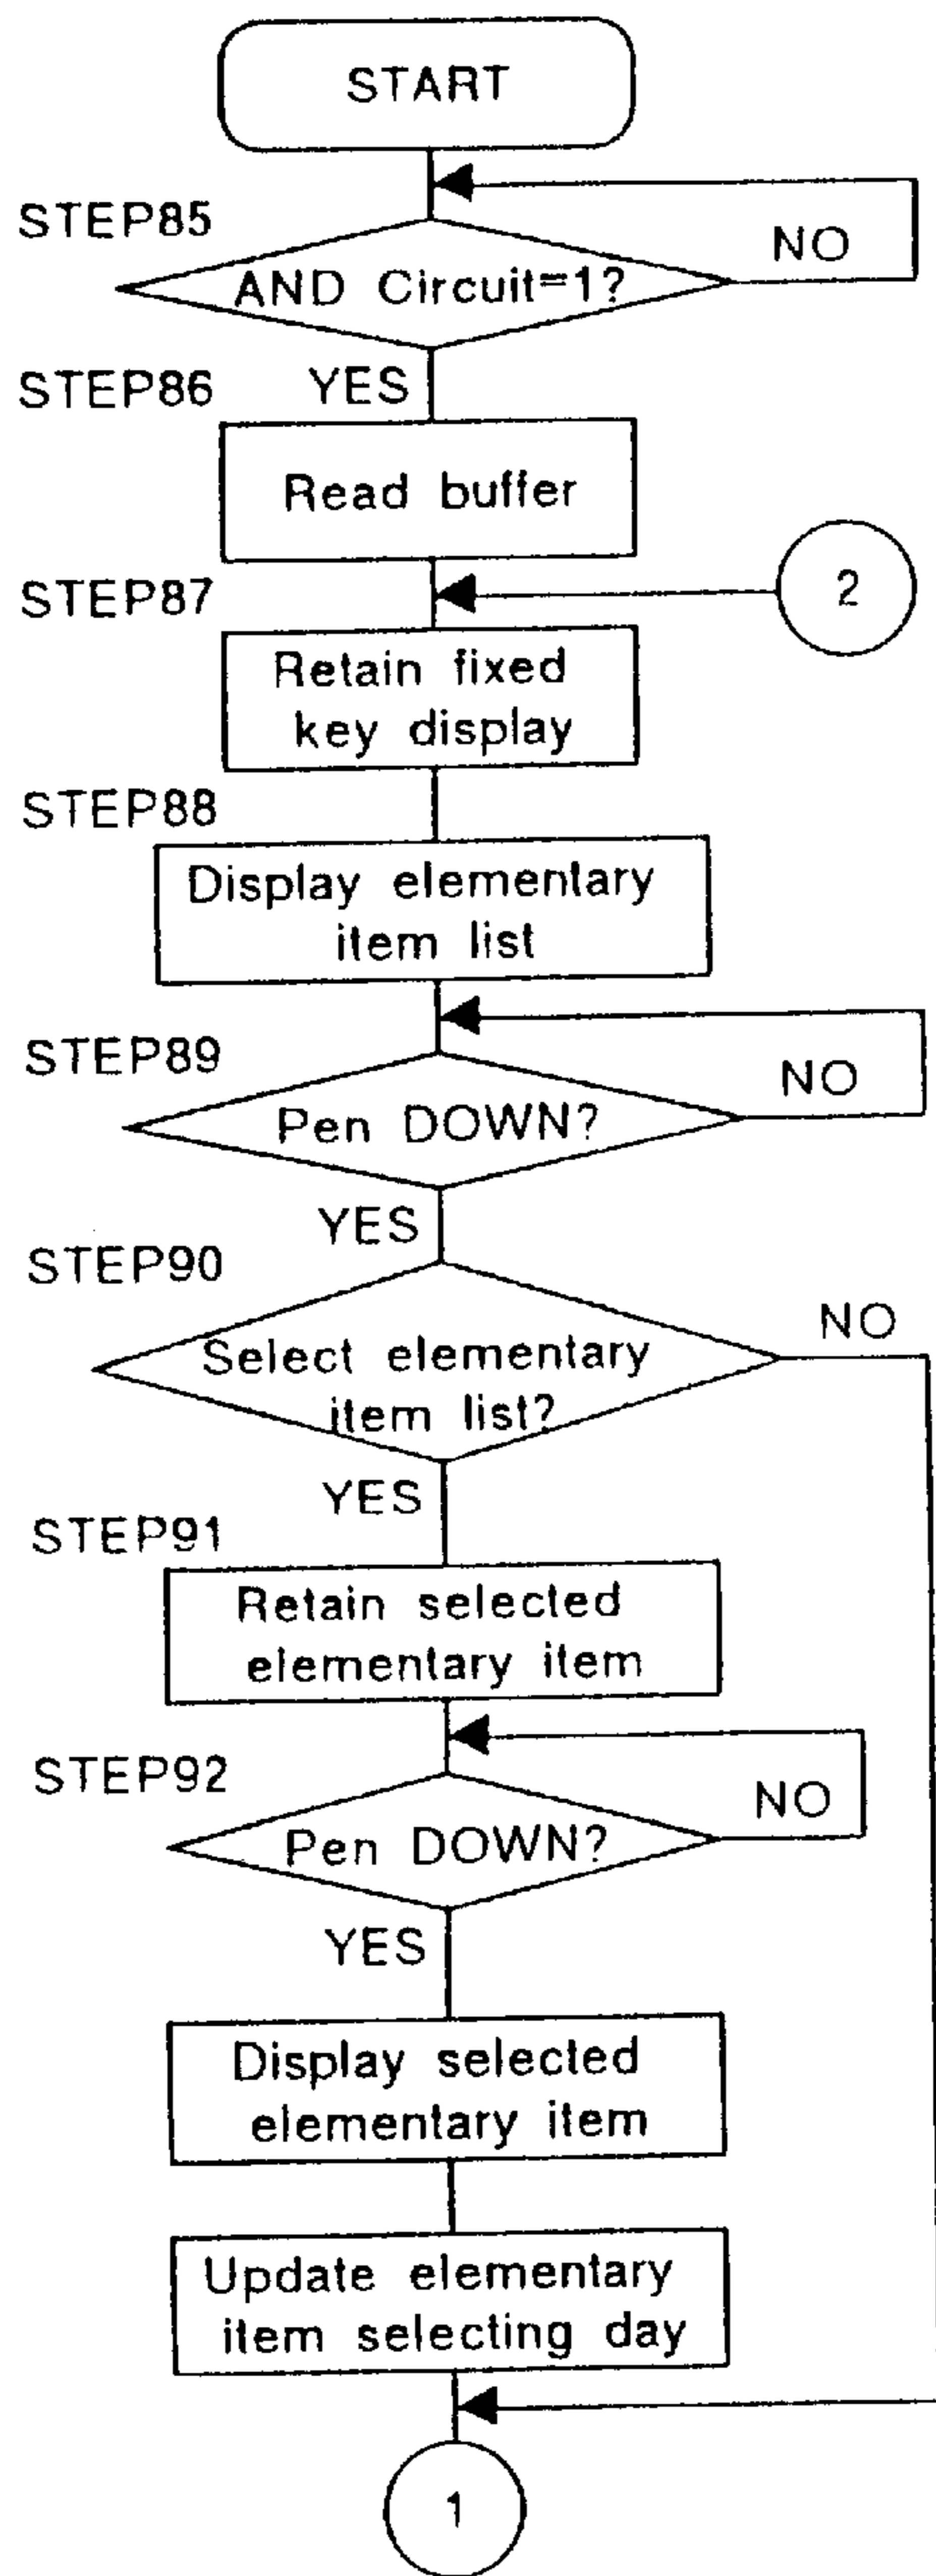 START
STEP85
NO
AND Circuit=1?
STEP86
YES
Read buffer
STEP87
2
Retain fixed
key display
STEP88
Display elementary
item list
STEP89
NO
Pen DOWN?
YES
STEP90
NO
Select elementary
item list?
YES
STEP91
Retain selected
elementary item
STEP92
NO
Pen DOWN?
YES
Display selected
elementary item
Update elementary
item selecting day
1